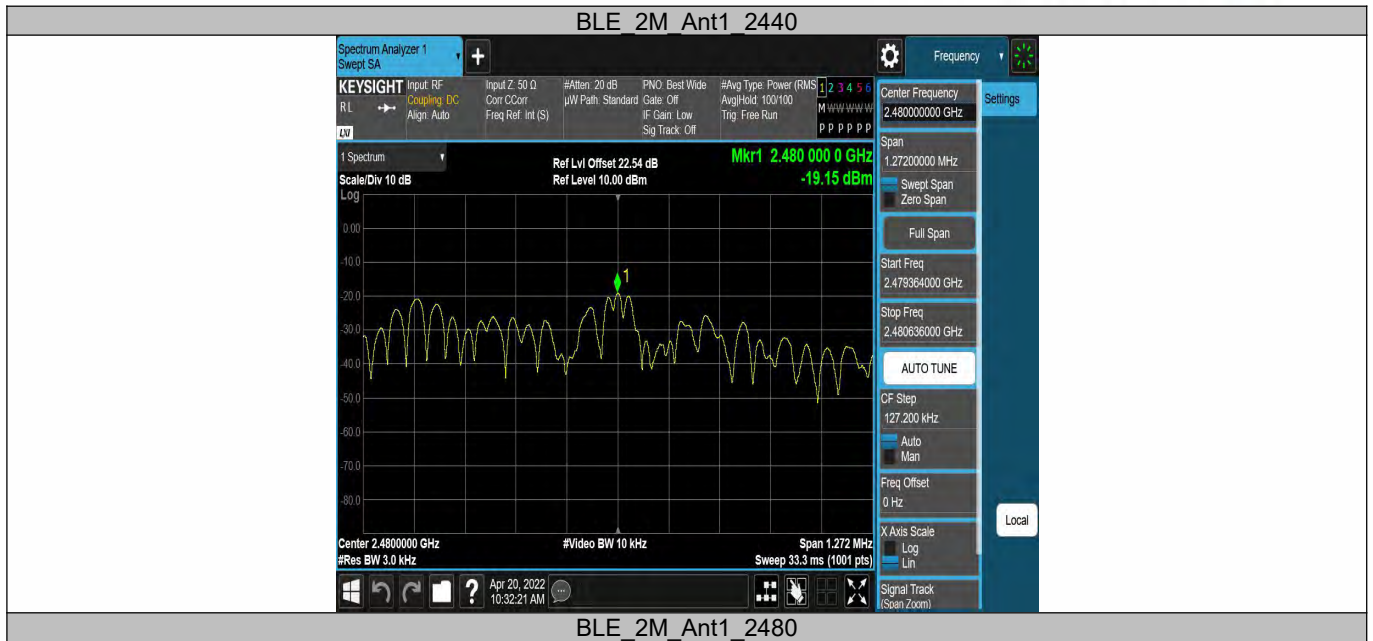 BLE_2M_Ant1_2440
Spectrum Analyzer 1
Swept SA
+
Frequency
KEYSIGHT
RL
LXI
Input: RF
Coupling: DC
Align: Auto
Input Z: 50 Ω
Corr CCorr
Freq Ref: Int (S)
#Atten: 20 dB
µW Path: Standard
PNO: Best Wide
Gate: Off
IF Gain: Low
Sig Track: Off
#Avg Type: Power (RMS
Avg|Hold: 100/100
Trig: Free Run
1 2 3 4 5 6
M W W W W W
P P P P P P
Center Frequency
2.480000000 GHz
Settings
1 Spectrum
Scale/Div 10 dB
Ref Lvl Offset 22.54 dB
Ref Level 10.00 dBm
Mkr1 2.480 000 0 GHz
-19.15 dBm
Span
1.27200000 MHz
Swept Span
Zero Span
Full Span
Start Freq
2.479364000 GHz
Stop Freq
2.480636000 GHz
AUTO TUNE
CF Step
127.200 kHz
Auto
Man
Freq Offset
0 Hz
X Axis Scale
Log
Lin
Local
Signal Track
(Span Zoom)
Log
0.00
-10.0
1
-20.0
-30.0
-40.0
-50.0
-60.0
-70.0
-80.0
Center 2.4800000 GHz
#Res BW 3.0 kHz
#Video BW 10 kHz
Span 1.272 MHz
Sweep 33.3 ms (1001 pts)
?
Apr 20, 2022
10:32:21 AM
BLE_2M_Ant1_2480